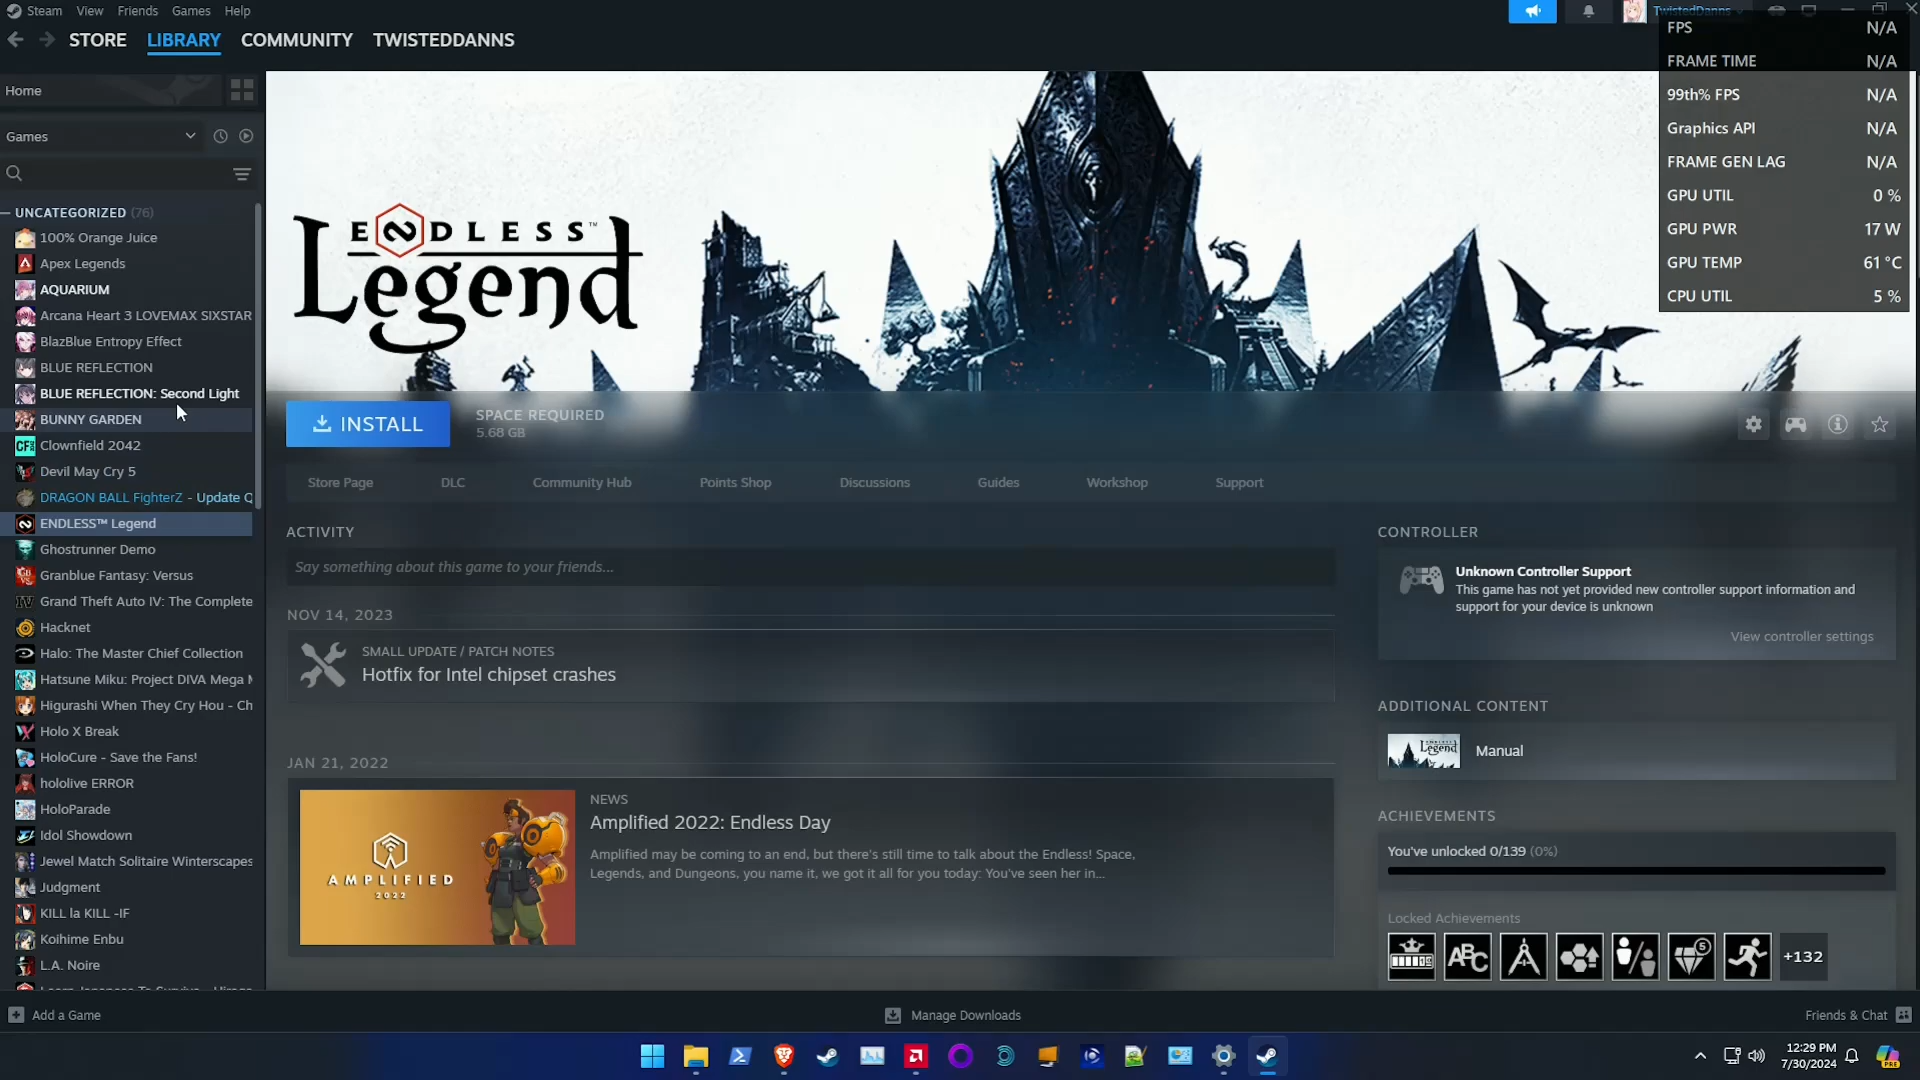 Steam View Friends Games Help
TwistedDanns
STORE LIBRARY COMMUNITY TWISTEDDANNS
FPS N/A
FRAME TIME N/A
99th% FPS N/A
Graphics API N/A
FRAME GEN LAG N/A
GPU UTIL 0 %
GPU PWR 17 W
GPU TEMP 61 °C
CPU UTIL 5 %
Home
Games
UNCATEGORIZED (76)
100% Orange Juice
Apex Legends
AQUARIUM
Arcana Heart 3 LOVEMAX SIXSTAR
BlazBlue Entropy Effect
BLUE REFLECTION
BLUE REFLECTION: Second Light
BUNNY GARDEN
Clownfield 2042
Devil May Cry 5
DRAGON BALL FighterZ - Update Q
ENDLESS™ Legend
Ghostrunner Demo
Granblue Fantasy: Versus
Grand Theft Auto IV: The Complete
Hacknet
Halo: The Master Chief Collection
Hatsune Miku: Project DIVA Mega
Higurashi When They Cry Hou - Ch
Holo X Break
HoloCure - Save the Fans!
hololive ERROR
HoloParade
Idol Showdown
Jewel Match Solitaire Winterscapes
Judgment
KILL la KILL -IF
Koihime Enbu
L.A. Noire
ENDLESS™
Legend
INSTALL
SPACE REQUIRED
5.68 GB
Store Page DLC Community Hub Points Shop Discussions Guides Workshop Support
ACTIVITY
Say something about this game to your friends...
NOV 14, 2023
SMALL UPDATE / PATCH NOTES
Hotfix for Intel chipset crashes
JAN 21, 2022
AMPLIFIED
2022
NEWS
Amplified 2022: Endless Day
Amplified may be coming to an end, but there's still time to talk about the Endless! Space,
Legends, and Dungeons, you name it, we got it all for you today: You've seen her in...
CONTROLLER
Unknown Controller Support
This game has not yet provided new controller support information and
support for your device is unknown
View controller settings
ADDITIONAL CONTENT
Legend
Manual
ACHIEVEMENTS
You've unlocked 0/139 (0%)
Locked Achievements
ABC
5
+132
Add a Game
Manage Downloads
Friends & Chat
12:29 PM
7/30/2024
PRE